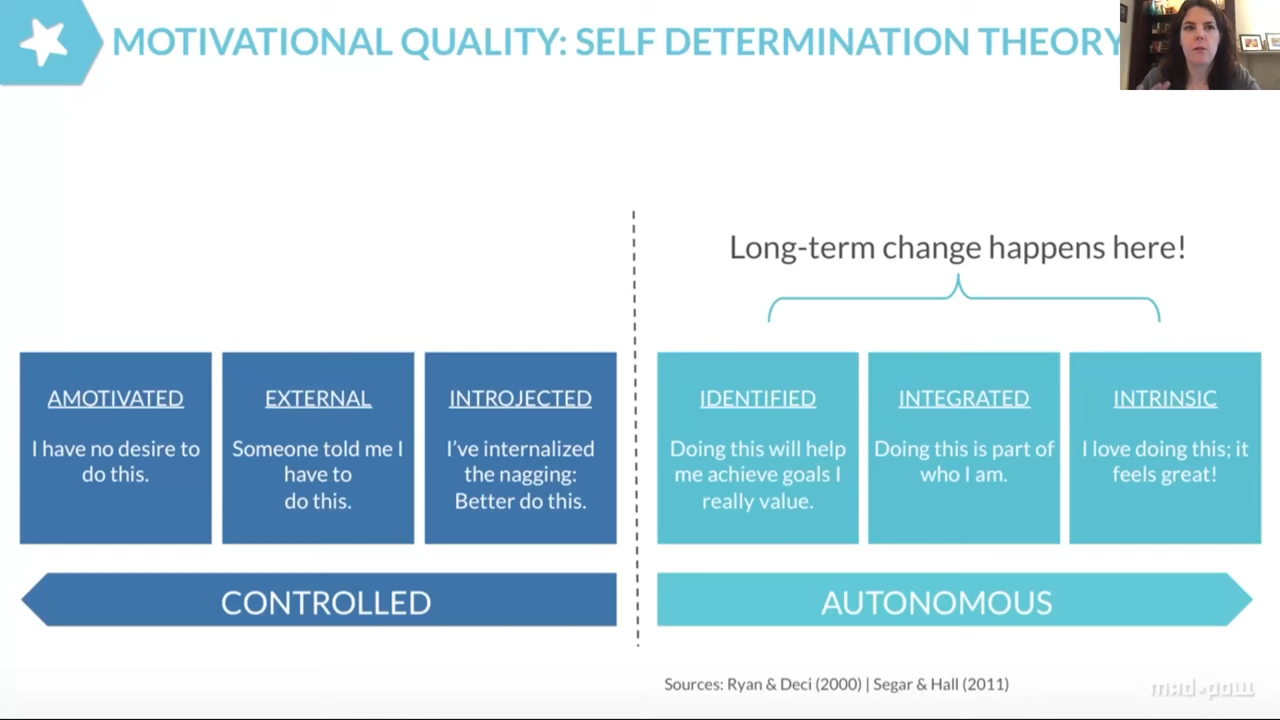 MOTIVATIONAL QUALITY: SELF DETERMINATION THEORY
Long-term change happens here!
AMOTIVATED
I have no desire to
do this.
EXTERNAL
Someone told me I
have to
do this.
INTROJECTED
I've internalized
the nagging:
Better do this.
IDENTIFIED
Doing this will help
me achieve goals I
really value.
INTEGRATED
Doing this is part of
who I am.
INTRINSIC
I love doing this; it
feels great!
CONTROLLED
AUTONOMOUS
Sources: Ryan & Deci (2000) | Segar & Hall (2011)
mad*pow